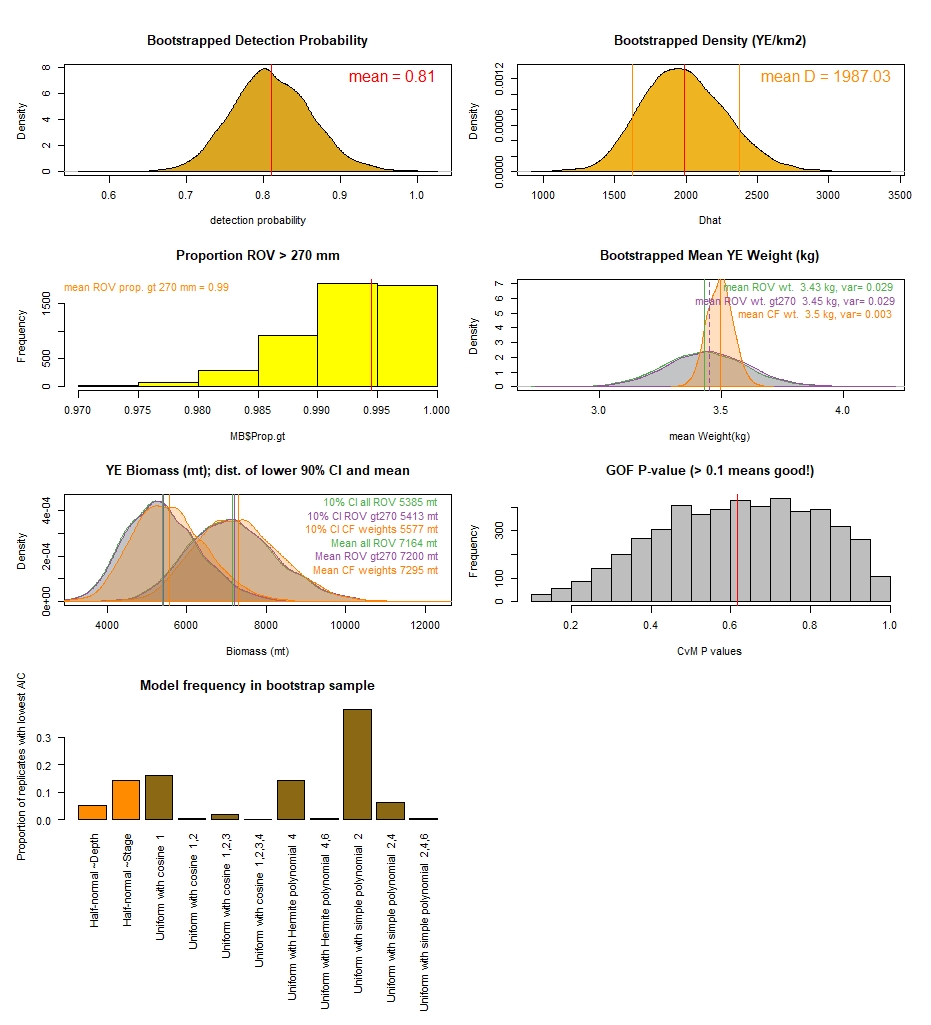 Bootstrapped Detection Probability
mean = 0.81
Density
0 2 4 6 8
0.6 0.7 0.8 0.9 1.0
detection probability
Bootstrapped Density (YE/km2)
mean D = 1987.03
Density
0.0000 0.0006 0.0012
1000 1500 2000 2500 3000 3500
Dhat
Proportion ROV > 270 mm
mean ROV prop. gt 270 mm = 0.99
Frequency
0 500 1500
0.970 0.975 0.980 0.985 0.990 0.995 1.000
MB$Prop.gt
Bootstrapped Mean YE Weight (kg)
mean ROV wt. 3.43 kg, var= 0.029
mean ROV wt. gt270 3.45 kg, var= 0.029
mean CF wt. 3.5 kg, var= 0.003
Density
0 1 2 3 4 5 6 7
3.0 3.5 4.0
mean Weight(kg)
YE Biomass (mt); dist. of lower 90% CI and mean
10% CI all ROV 5385 mt
10% CI ROV gt270 5413 mt
10% CI CF weights 5577 mt
Mean all ROV 7164 mt
Mean ROV gt270 7200 mt
Mean CF weights 7295 mt
Density
0e+00 2e-04 4e-04
4000 6000 8000 10000 12000
Biomass (mt)
GOF P-value (> 0.1 means good!)
Frequency
0 100 300
0.2 0.4 0.6 0.8 1.0
CvM P values
Model frequency in bootstrap sample
Proportion of replicates with lowest AIC
0.0 0.1 0.2 0.3
Half-normal ~Depth
Half-normal ~Stage
Uniform with cosine 1
Uniform with cosine 1,2
Uniform with cosine 1,2,3
Uniform with cosine 1,2,3,4
Uniform with Hermite polynomial 4
Uniform with Hermite polynomial 4,6
Uniform with simple polynomial 2
Uniform with simple polynomial 2,4
Uniform with simple polynomial 2,4,6